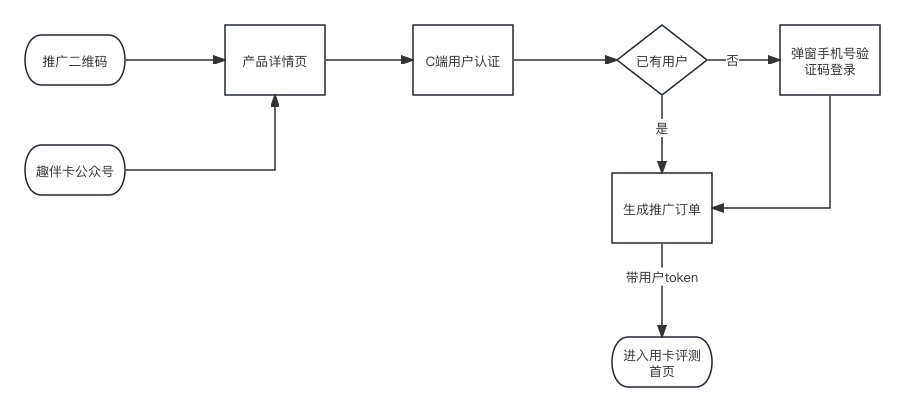 推广二维码
产品详情页
C端用户认证
已有用户
否
弹窗手机号验
证码登录
是
趣伴卡公众号
生成推广订单
带用户token
进入用卡评测
首页